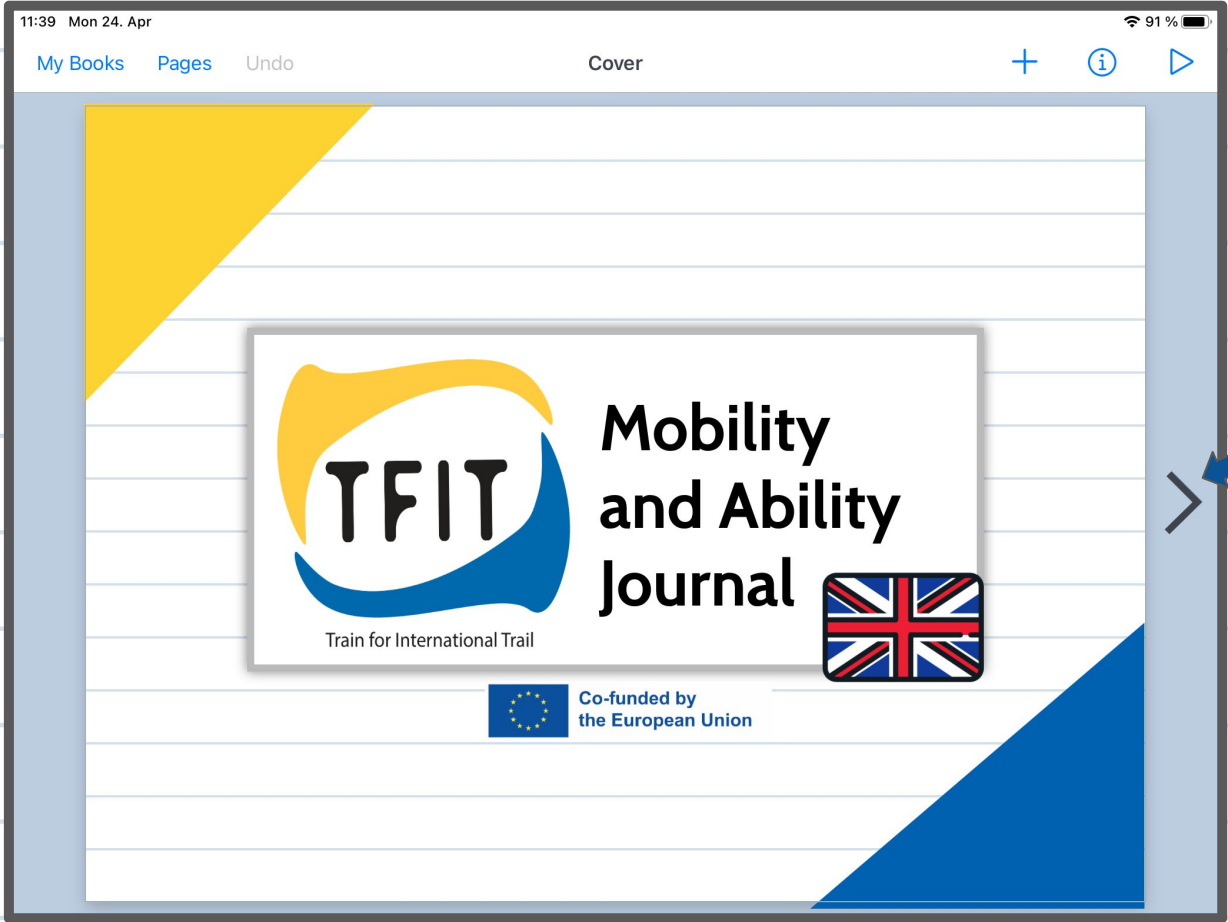 11:39 Mon 24. Apr 91 %
My Books Pages Undo Cover
TFIT
Train for International Trail
Mobility
and Ability
Journal
Co-funded by
the European Union